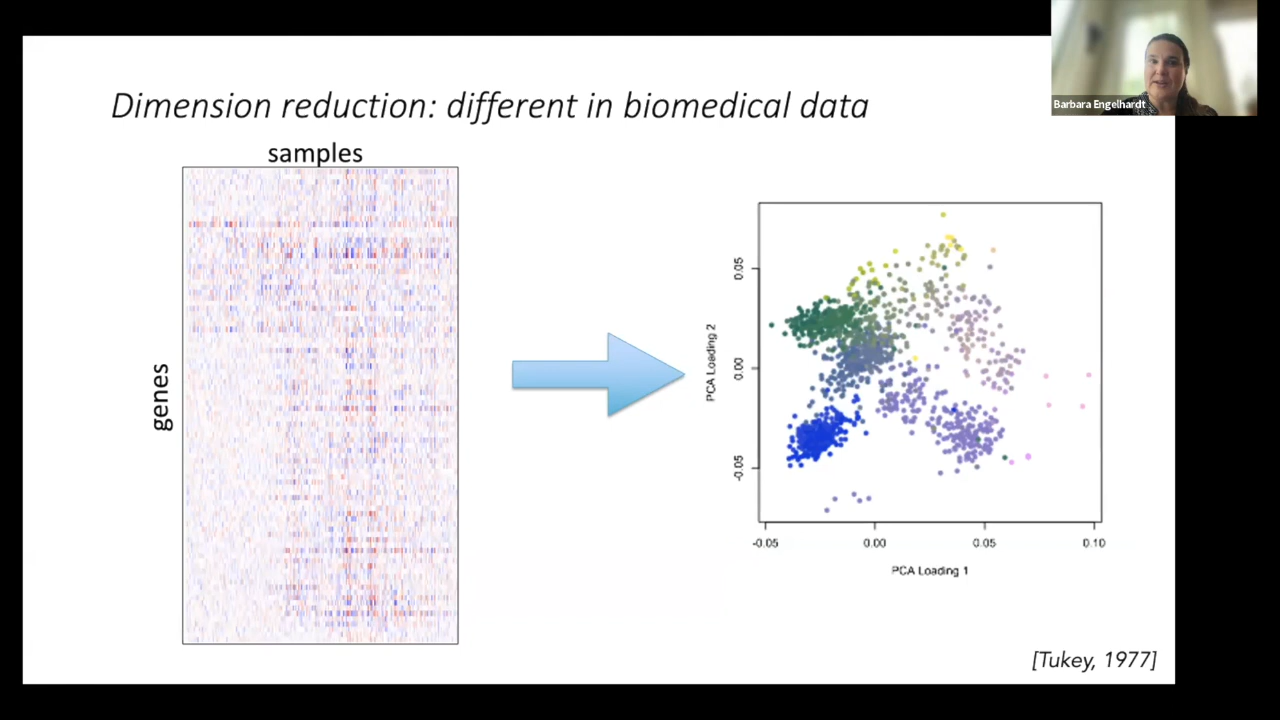 Barbara Engelhardt
Dimension reduction: different in biomedical data
samples
genes
PCA Loading 2
0.05
0.00
-0.05
-0.05
0.00
0.05
0.10
PCA Loading 1
[Tukey, 1977]